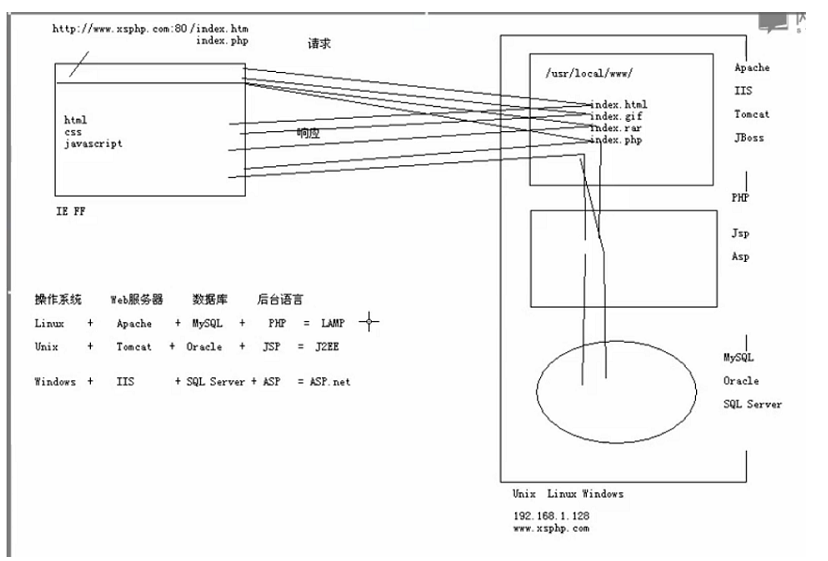 http://www.xsphp.com:80/index.htm
index.php
请求
html
css
javascript
响应
IE FF
/usr/local/www/
index.html
index.gif
index.rar
index.php
Apache
IIS
Tomcat
JBoss
PHP
Jsp
Asp
MySQL
Oracle
SQL Server
操作系统 Web服务器 数据库 后台语言
Linux + Apache + MySQL + PHP = LAMP
Unix + Tomcat + Oracle + JSP = J2EE
Windows + IIS + SQL Server + ASP = ASP.net
Unix Linux Windows
192.168.1.128
www.xsphp.com